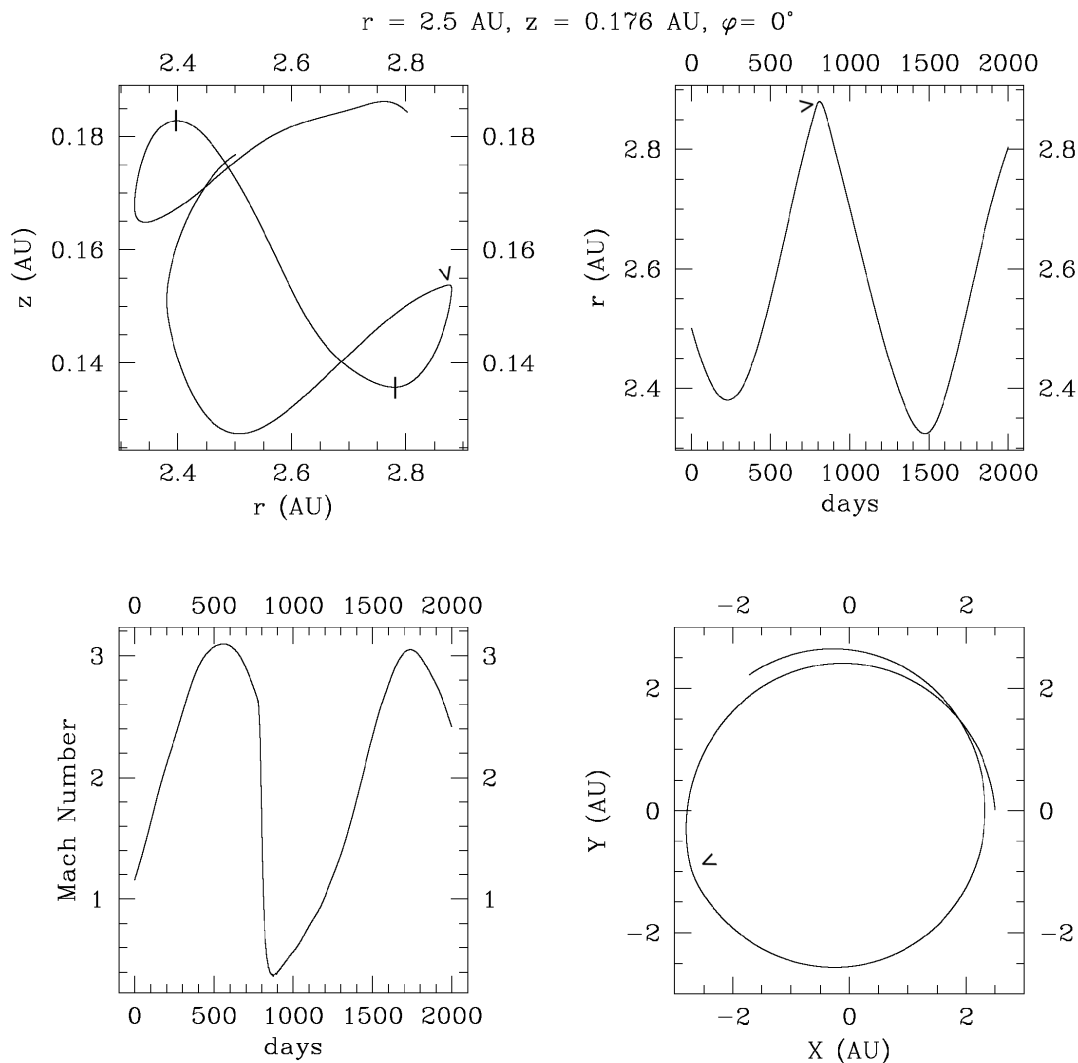 r = 2.5 AU, z = 0.176 AU, φ= 0°
2.4 2.6 2.8
0.18 0.18
0.16 0.16
0.14 0.14
z (AU)
2.4 2.6 2.8
r (AU)
0 500 1000 1500 2000
2.8 2.8
2.6 2.6
2.4 2.4
r (AU)
0 500 1000 1500 2000
days
0 500 1000 1500 2000
3 3
2 2
1 1
Mach Number
0 500 1000 1500 2000
days
−2 0 2
2 2
0 0
−2 −2
Y (AU)
−2 0 2
X (AU)